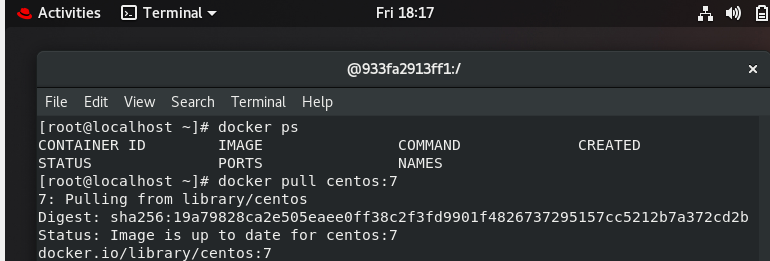 Activities Terminal Fri 18:17
@933fa2913ff1:/
File Edit View Search Terminal Help
[root@localhost ~]# docker ps
CONTAINER ID IMAGE COMMAND CREATED
STATUS PORTS NAMES
[root@localhost ~]# docker pull centos:7
7: Pulling from library/centos
Digest: sha256:19a79828ca2e505eaee0ff38c2f3fd9901f4826737295157cc5212b7a372cd2b
Status: Image is up to date for centos:7
docker.io/library/centos:7